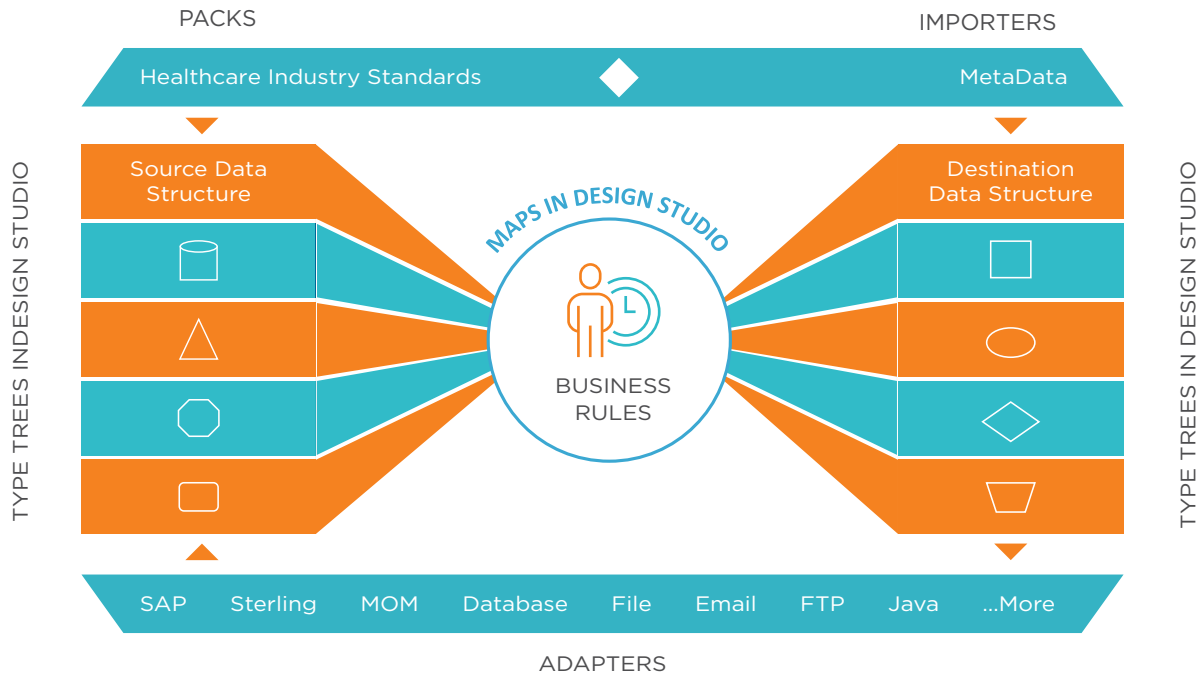 PACKS
IMPORTERS
Healthcare Industry Standards
MetaData
TYPE TREES INDESIGN STUDIO
Source Data
Structure
MAPS IN DESIGN STUDIO
BUSINESS
RULES
Destination
Data Structure
TYPE TREES IN DESIGN STUDIO
SAP Sterling MOM Database File Email FTP Java ...More
ADAPTERS